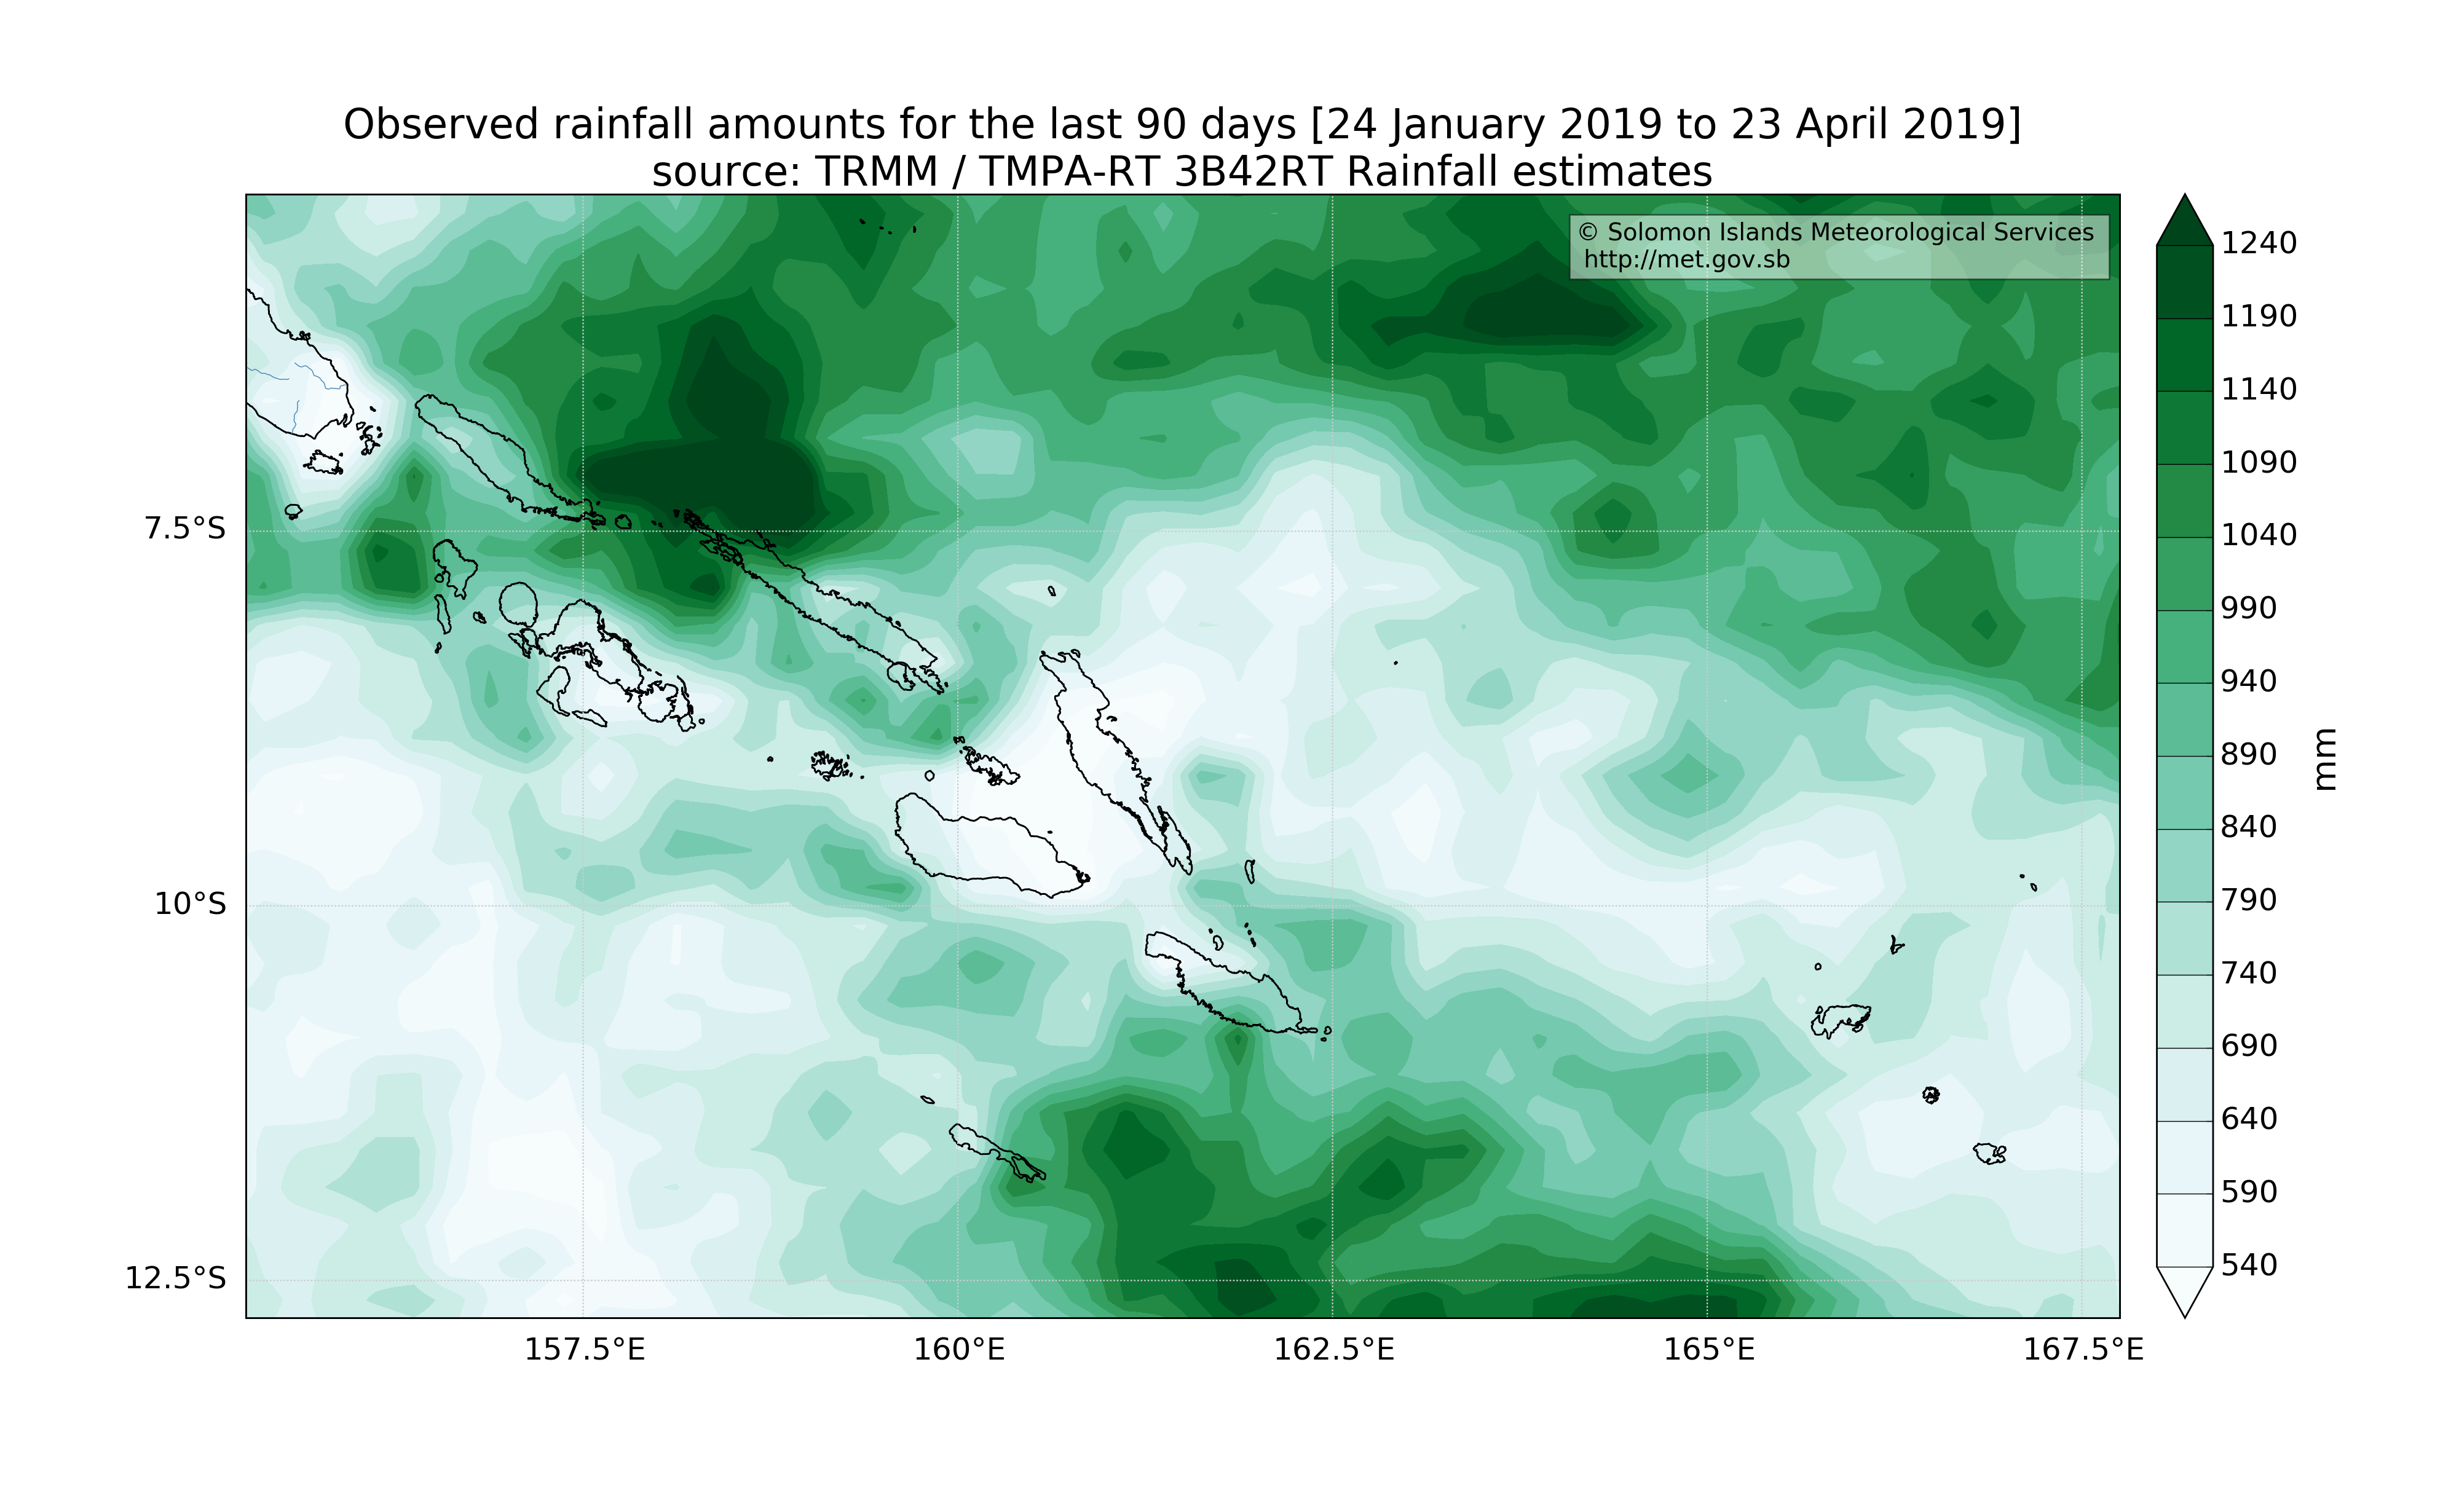 Observed rainfall amounts for the last 90 days [24 January 2019 to 23 April 2019]
source: TRMM / TMPA-RT 3B42RT Rainfall estimates
© Solomon Islands Meteorological Services
http://met.gov.sb
7.5°S
10°S
12.5°S
157.5°E
160°E
162.5°E
165°E
167.5°E
1240
1190
1140
1090
1040
990
940
890
840
790
740
690
640
590
540
mm